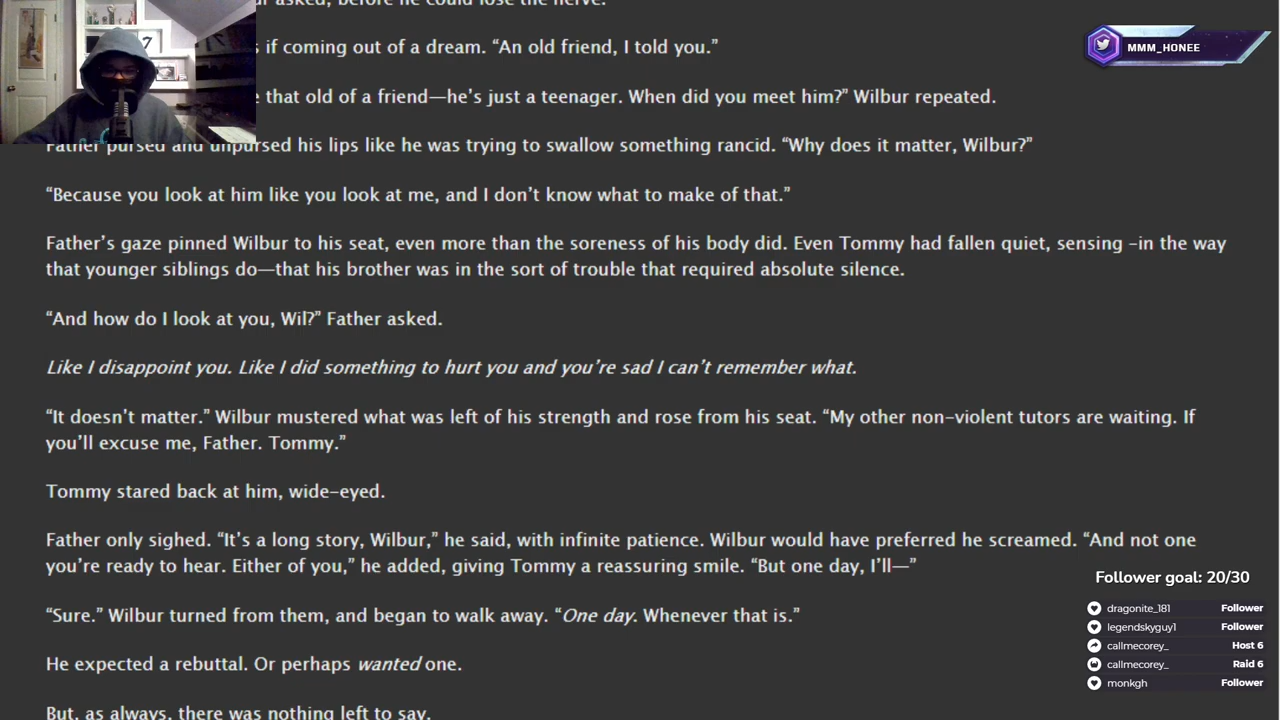 asked, before he could lose the nerve.
s if coming out of a dream. “An old friend, I told you.”
MMM_HONEE
e that old of a friend—he’s just a teenager. When did you meet him?” Wilbur repeated.
Father pursed and unpursed his lips like he was trying to swallow something rancid. “Why does it matter, Wilbur?”
“Because you look at him like you look at me, and I don’t know what to make of that.”
Father’s gaze pinned Wilbur to his seat, even more than the soreness of his body did. Even Tommy had fallen quiet, sensing –in the way
that younger siblings do—that his brother was in the sort of trouble that required absolute silence.
“And how do I look at you, Wil?” Father asked.
Like I disappoint you. Like I did something to hurt you and you’re sad I can’t remember what.
“It doesn’t matter.” Wilbur mustered what was left of his strength and rose from his seat. “My other non-violent tutors are waiting. If
you’ll excuse me, Father. Tommy.”
Tommy stared back at him, wide-eyed.
Father only sighed. “It’s a long story, Wilbur,” he said, with infinite patience. Wilbur would have preferred he screamed. “And not one
you’re ready to hear. Either of you,” he added, giving Tommy a reassuring smile. “But one day, I’ll—”
“Sure.” Wilbur turned from them, and began to walk away. “One day. Whenever that is.”
He expected a rebuttal. Or perhaps wanted one.
But, as always, there was nothing left to say.
Follower goal: 20/30
dragonite_181 Follower
legendskyguy1 Follower
callmecorey_ Host 6
callmecorey_ Raid 6
monkgh Follower